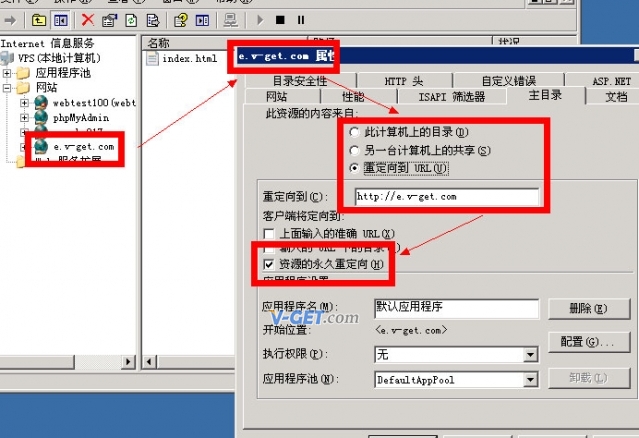 Internet 信息服务
VPS(本地计算机)
应用程序池
网站
webtest100(webt
phpMyAdmin
e.v-get.com
Web 服务扩展
名称
路径
状况
index.html
e.v-get.com 属性
目录安全性
HTTP 头
自定义错误
ASP.NET
网站
性能
ISAPI 筛选器
主目录
文档
此资源的内容来自:
此计算机上的目录(D)
另一台计算机上的共享(S)
重定向到 URL(U)
重定向到(C):
http://e.v-get.com
客户端将定向到:
上面输入的准确 URL(X)
输入的 URL 下的目录(E)
资源的永久重定向(M)
应用程序设置
应用程序名(M):
默认应用程序
删除(E)
V-GET.com
开始位置:
<e.v-get.com>
配置(G)...
执行权限(P):
无
应用程序池(N):
DefaultAppPool
卸载(L)